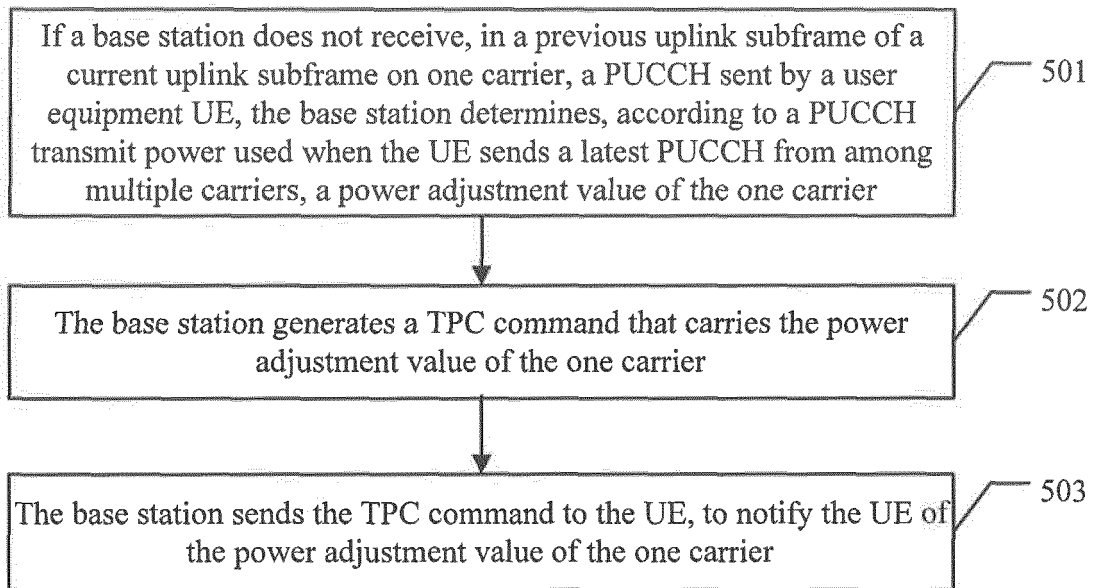 If a base station does not receive, in a previous uplink subframe of a
current uplink subframe on one carrier, a PUCCH sent by a user
equipment UE, the base station determines, according to a PUCCH
transmit power used when the UE sends a latest PUCCH from among
multiple carriers, a power adjustment value of the one carrier
501
The base station generates a TPC command that carries the power
adjustment value of the one carrier
502
The base station sends the TPC command to the UE, to notify the UE of
the power adjustment value of the one carrier
503